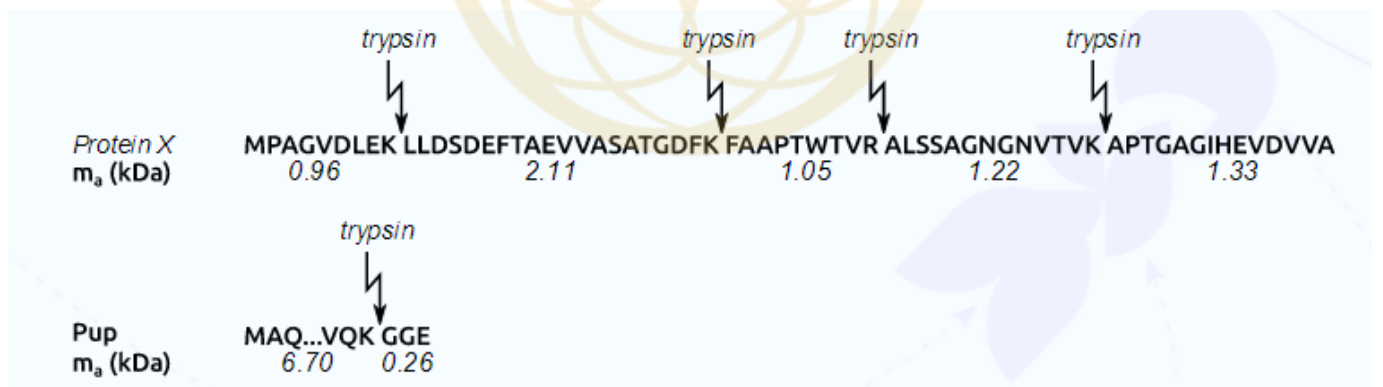 trypsin trypsin trypsin trypsin
Protein X MPAGVDLEK LLDSDEFTAEVVASATGDFK FAAPTWTVR ALSSAGNGNVTVK APTGAGIHEVDVVA
mₐ (kDa) 0.96 2.11 1.05 1.22 1.33
trypsin
Pup MAQ...VQK GGE
mₐ (kDa) 6.70 0.26